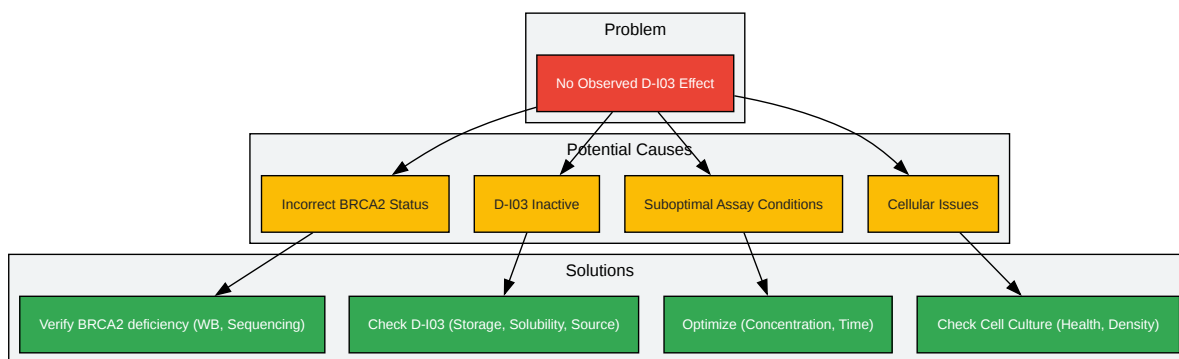 Problem
No Observed D-I03 Effect
Potential Causes
Incorrect BRCA2 Status
D-I03 Inactive
Suboptimal Assay Conditions
Cellular Issues
Solutions
Verify BRCA2 deficiency (WB, Sequencing)
Check D-I03 (Storage, Solubility, Source)
Optimize (Concentration, Time)
Check Cell Culture (Health, Density)